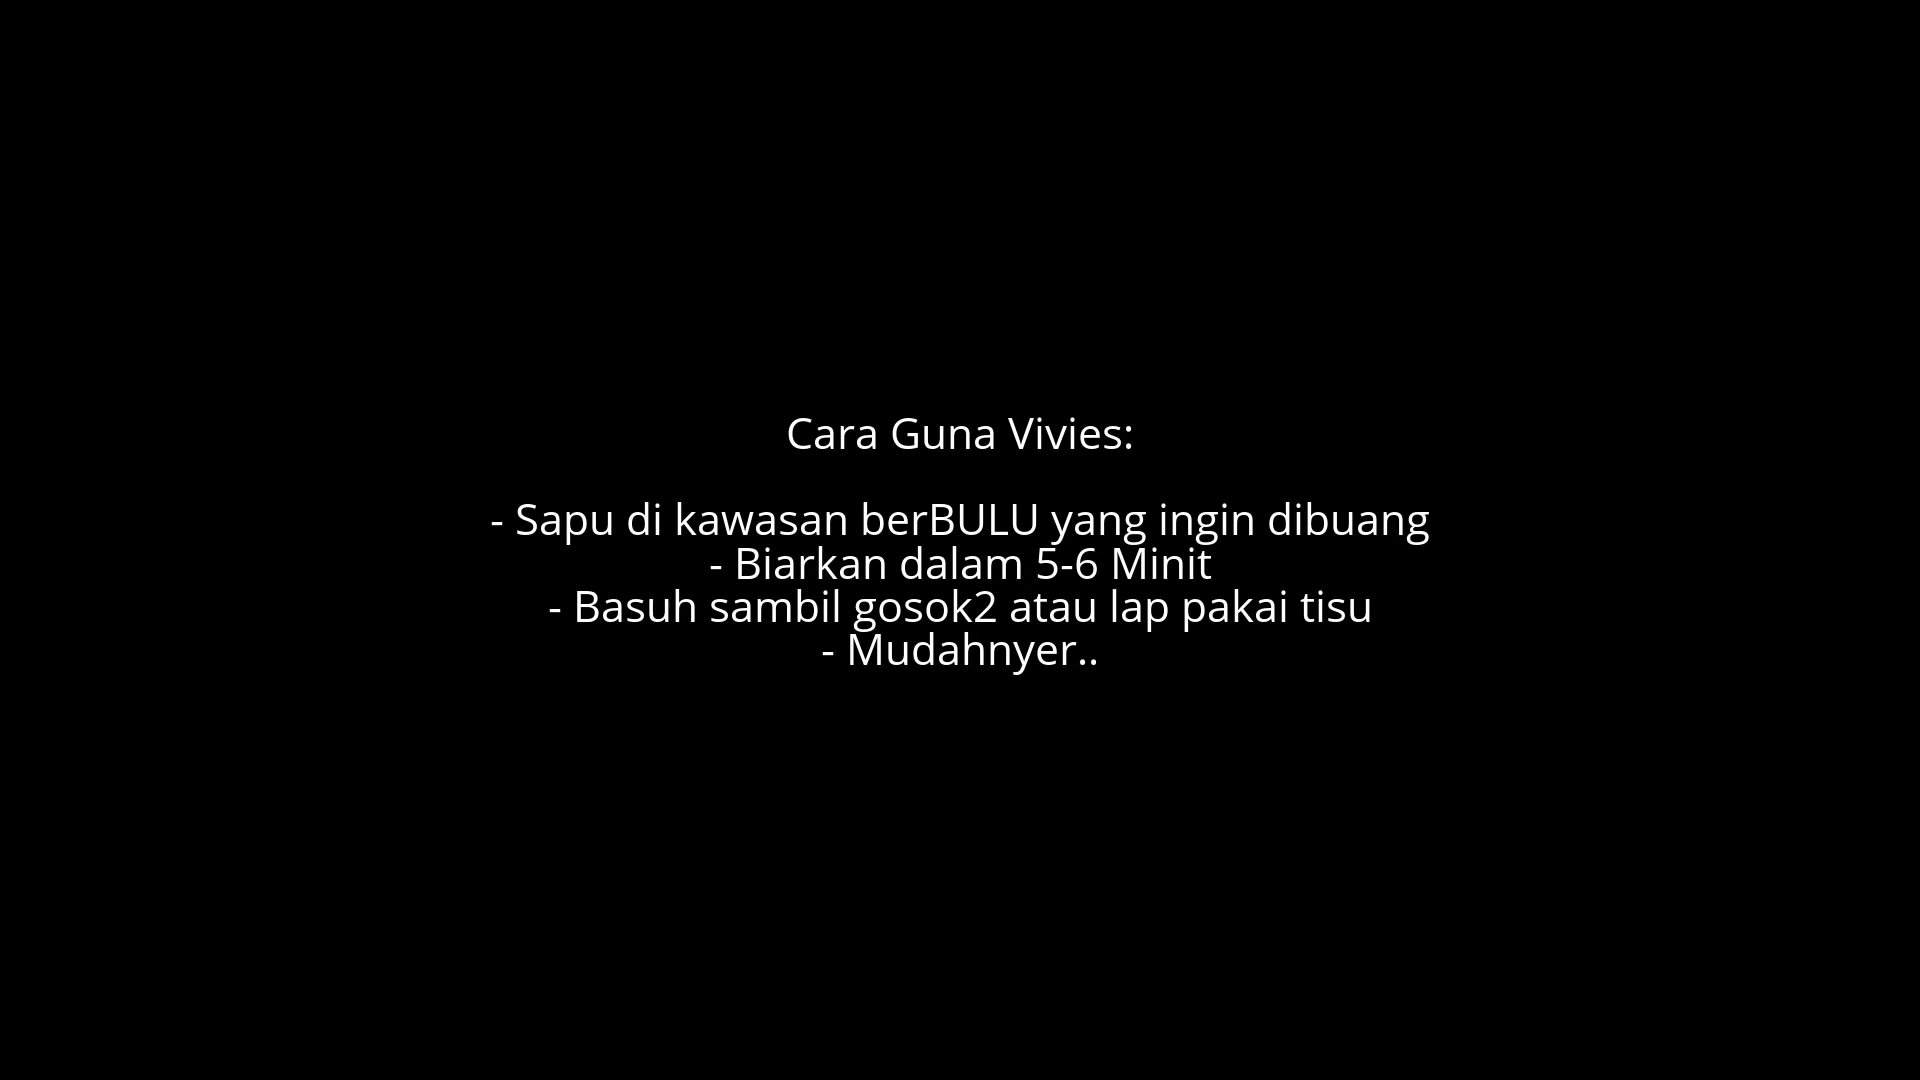 Cara Guna Vivies:
- Sapu di kawasan berBULU yang ingin dibuang
- Biarkan dalam 5-6 Minit
- Basuh sambil gosok2 atau lap pakai tisu
- Mudahnyer..